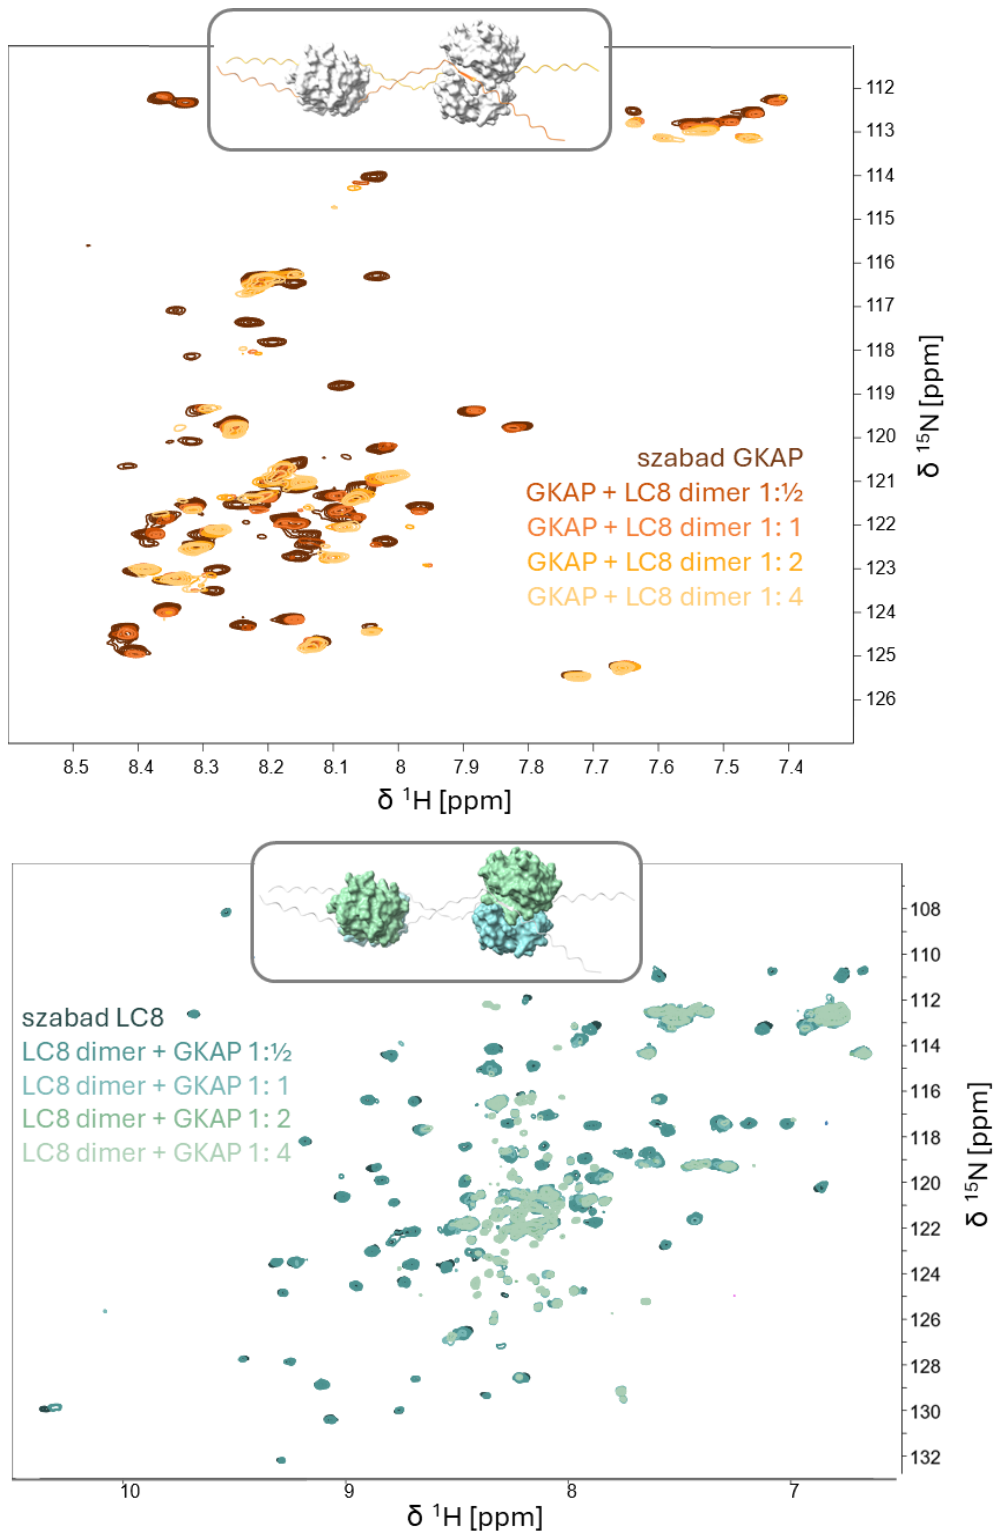 112
113
114
115
116
117
118
119
120
121
122
123
124
125
126
δ ¹⁵N [ppm]
szabad GKAP
GKAP + LC8 dimer 1:½
GKAP + LC8 dimer 1: 1
GKAP + LC8 dimer 1: 2
GKAP + LC8 dimer 1: 4
8.5 8.4 8.3 8.2 8.1 8 7.9 7.8 7.7 7.6 7.5 7.4
δ ¹H [ppm]
szabad LC8
LC8 dimer + GKAP 1:½
LC8 dimer + GKAP 1: 1
LC8 dimer + GKAP 1: 2
LC8 dimer + GKAP 1: 4
108
110
112
114
116
118
120
122
124
126
128
130
132
δ ¹⁵N [ppm]
10 9 8 7
δ ¹H [ppm]